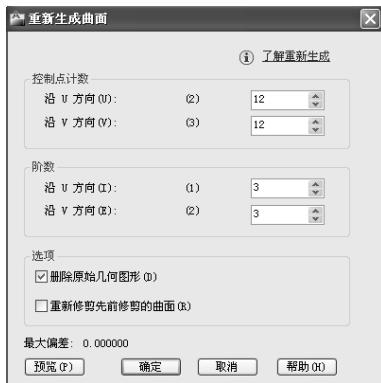 重新生成曲面
了解重新生成
控制点计数
沿 U 方向(U): (2) 12
沿 V 方向(V): (3) 12
阶数
沿 U 方向(I): (1) 3
沿 V 方向(E): (2) 3
选项
删除原始几何图形(D)
重新修剪先前修剪的曲面(R)
最大偏差: 0.000000
预览(P) 确定 取消 帮助(H)